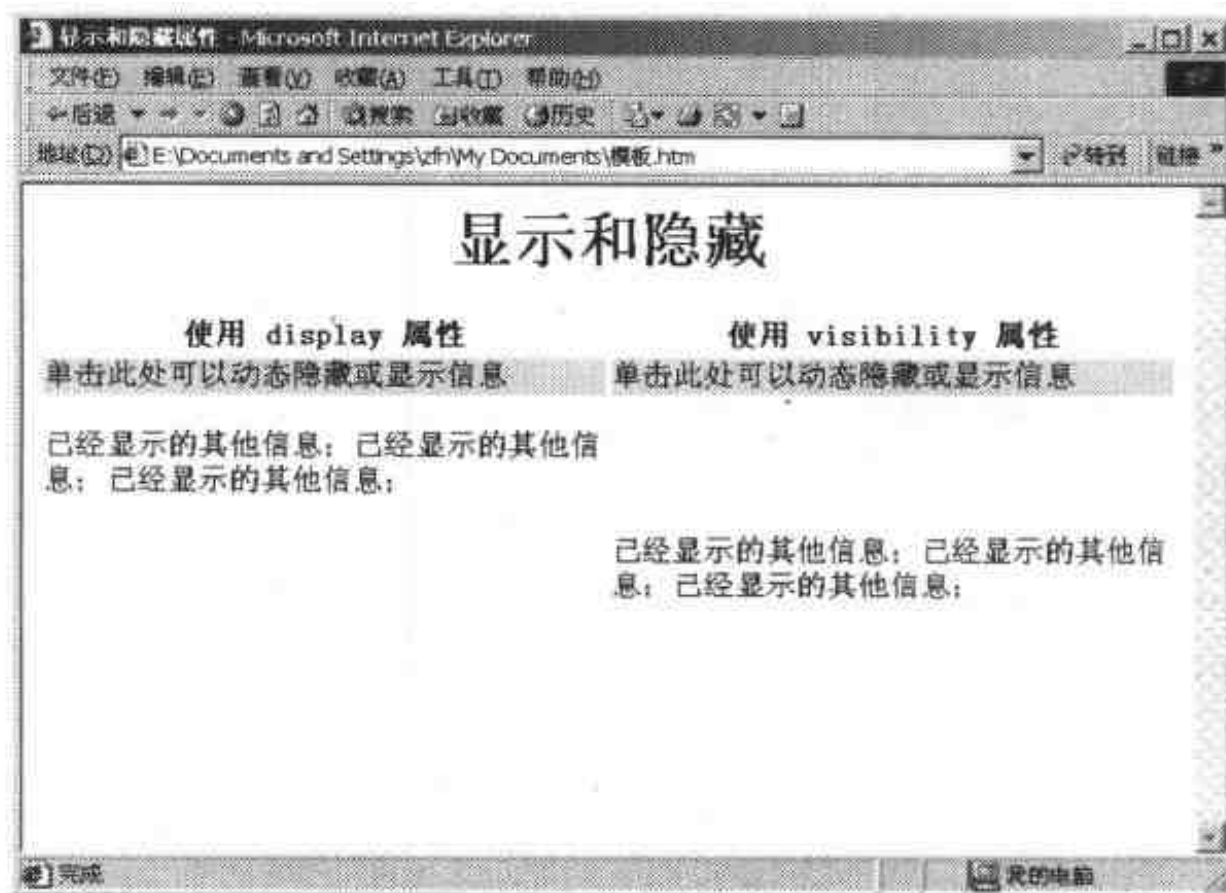 显示和隐藏属性 - Microsoft Internet Explorer
文件(F) 编辑(E) 查看(V) 收藏(A) 工具(T) 帮助(H)
后退 搜索 收藏 历史
地址(D) E:\Documents and Settings\zfn\My Documents\模板.htm 转到 链接 »
显示和隐藏
使用 display 属性 使用 visibility 属性
单击此处可以动态隐藏或显示信息 单击此处可以动态隐藏或显示信息
已经显示的其他信息；已经显示的其他信
息；已经显示的其他信息；
已经显示的其他信息；已经显示的其他信
息；已经显示的其他信息；
完成 我的电脑